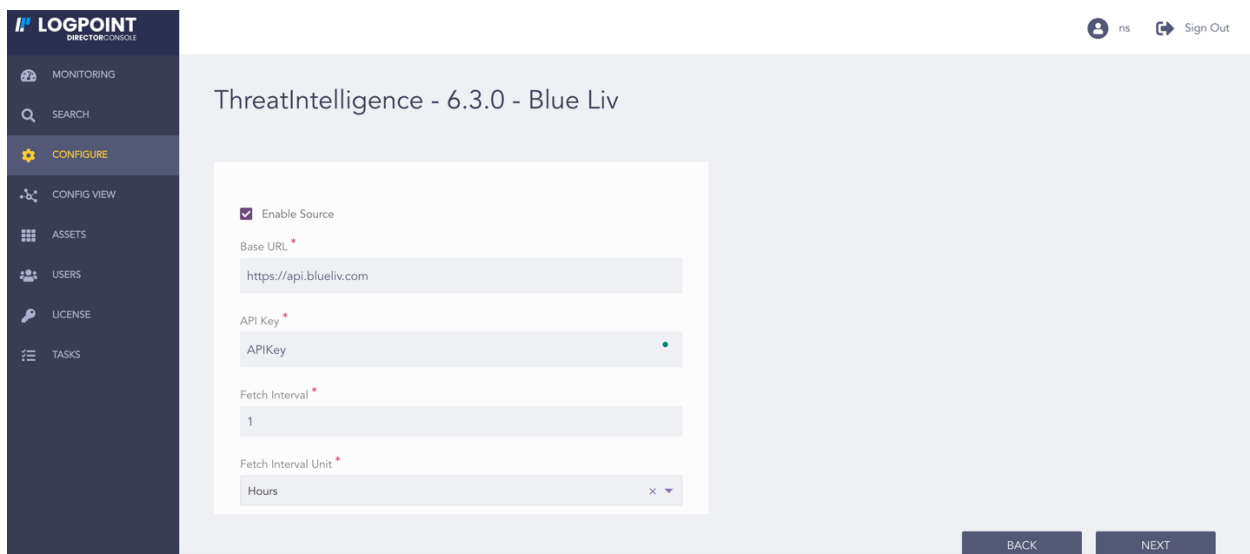 LOGPOINT
DIRECTORCONSOLE
ns
Sign Out
MONITORING
SEARCH
CONFIGURE
CONFIG VIEW
ASSETS
USERS
LICENSE
TASKS
ThreatIntelligence - 6.3.0 - Blue Liv
Enable Source
Base URL *
https://api.blueliv.com
API Key *
APIKey
Fetch Interval *
1
Fetch Interval Unit *
Hours
BACK
NEXT